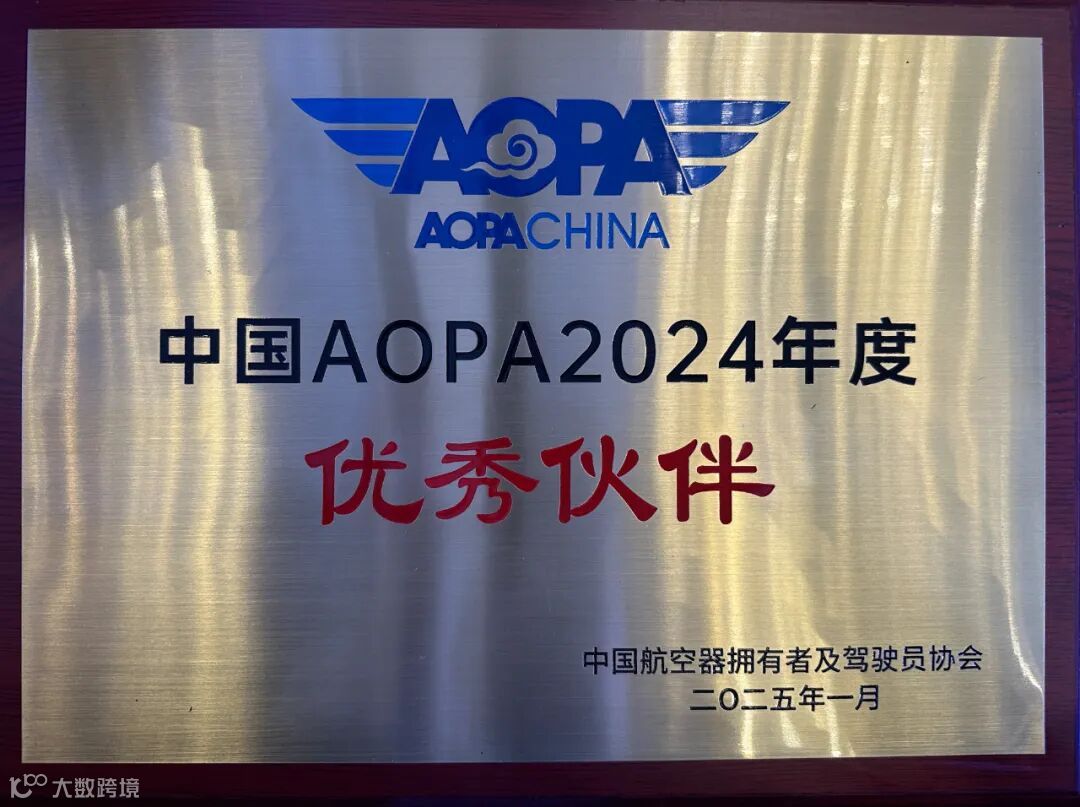 AOPA
AOPA CHINA
中国AOPA2024年度
优秀伙伴
中国航空器拥有者及驾驶员协会
二〇二五年一月
大数跨境